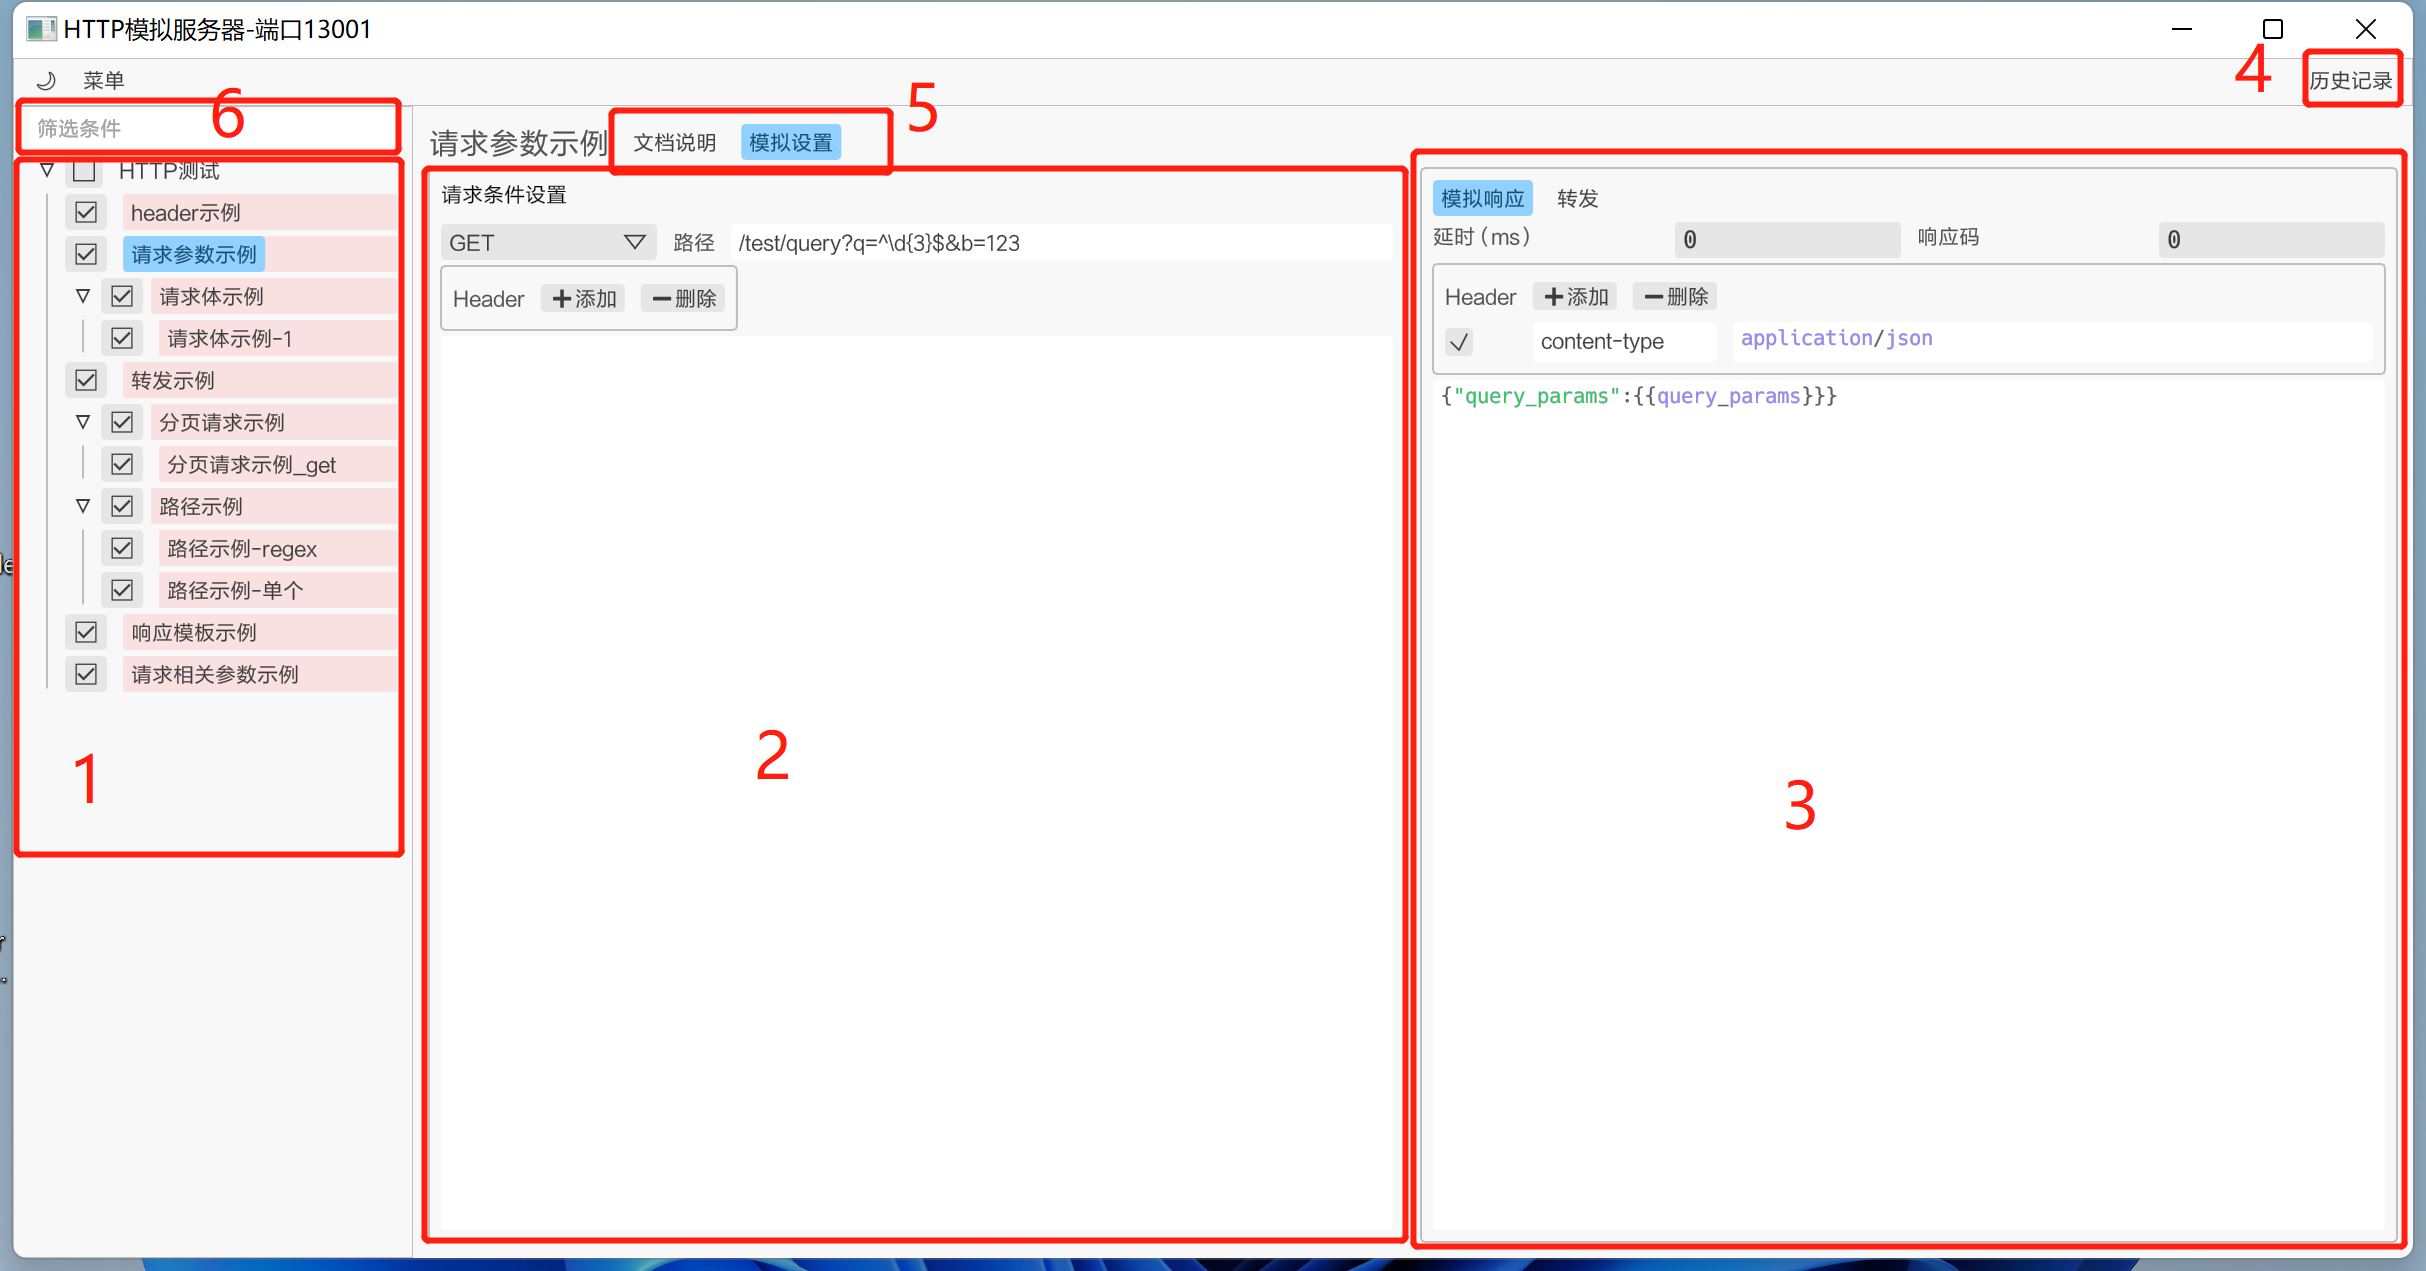 HTTP模拟服务器-端口13001
菜单
4
历史记录
6
筛选条件
HTTP测试
header示例
请求参数示例
请求体示例
请求体示例-1
转发示例
分页请求示例
分页请求示例_get
路径示例
路径示例-regex
路径示例-单个
响应模板示例
请求相关参数示例
1
请求参数示例
文档说明
模拟设置
5
请求条件设置
GET
路径
/test/query?q=^\d{3}$&b=123
Header
添加
删除
2
模拟响应
转发
延时(ms)
0
响应码
0
Header
添加
删除
content-type
application/json
{"query_params":{{query_params}}}
3